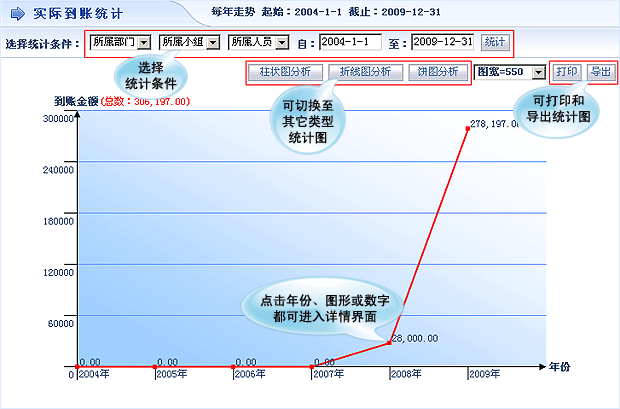 实际到账统计
每年走势 起始：2004-1-1 截止：2009-12-31
选择统计条件： 所属部门 所属小组 所属人员 自： 2004-1-1 至： 2009-12-31 统计
选择
统计条件
柱状图分析 折线图分析 饼图分析 图宽=550 打印 导出
可切换至
其它类型
统计图
可打印和
导出统计图
到账金额(总数：306,197.00)
300000
240000
180000
120000
60000
0
278,197.00
点击年份、图形或数字
都可进入详情界面
28,000.00
0.00 0.00 0.00 0.00
2004年 2005年 2006年 2007年 2008年 2009年
年份